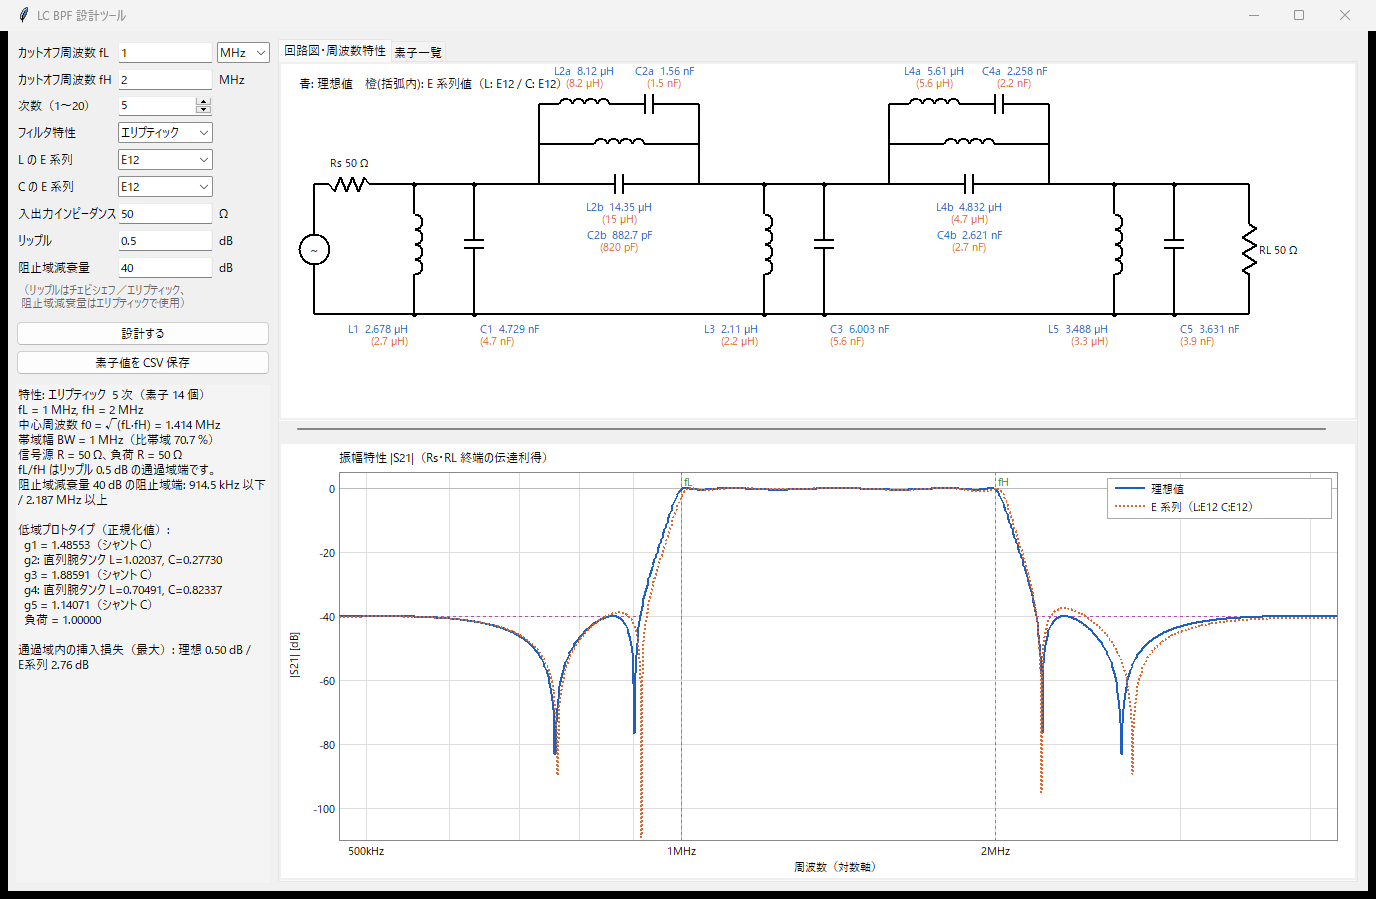 LC BPF 設計ツール
カットオフ周波数 fL 1 MHz
カットオフ周波数 fH 2 MHz
次数（1～20） 5
フィルタ特性 エリプティック
L の E 系列 E12
C の E 系列 E12
入出力インピーダンス 50 Ω
リップル 0.5 dB
阻止域減衰量 40 dB
（リップルはチェビシェフ／エリプティック、
阻止域減衰量はエリプティックで使用）
設計する
素子値を CSV 保存
特性: エリプティック 5 次（素子 14 個）
fL = 1 MHz, fH = 2 MHz
中心周波数 f0 = √(fL·fH) = 1.414 MHz
帯域幅 BW = 1 MHz（比帯域 70.7 %）
信号源 R = 50 Ω、負荷 R = 50 Ω
fL/fH はリップル 0.5 dB の通過域端です。
阻止域減衰量 40 dB の阻止域端: 914.5 kHz 以下
/ 2.187 MHz 以上
低域プロトタイプ（正規化値）:
g1 = 1.48553（シャント C）
g2: 直列腕タンク L=1.02037, C=0.27730
g3 = 1.88591（シャント C）
g4: 直列腕タンク L=0.70491, C=0.82337
g5 = 1.14071（シャント C）
負荷 = 1.00000
通過域内の挿入損失（最大）: 理想 0.50 dB /
E系列 2.76 dB
回路図・周波数特性 素子一覧
青: 理想値 橙(括弧内): E 系列値（L: E12 / C: E12）
L2a 8.12 μH C2a 1.56 nF
(8.2 μH) (1.5 nF)
L4a 5.61 μH C4a 2.258 nF
(5.6 μH) (2.2 nF)
Rs 50 Ω
L2b 14.35 μH
(15 μH)
C2b 882.7 pF
(820 pF)
L4b 4.832 μH
(4.7 μH)
C4b 2.621 nF
(2.7 nF)
~
RL 50 Ω
L1 2.678 μH C1 4.729 nF L3 2.11 μH C3 6.003 nF L5 3.488 μH C5 3.631 nF
(2.7 μH) (4.7 nF) (2.2 μH) (5.6 nF) (3.3 μH) (3.9 nF)
振幅特性 |S21|（Rs・RL 終端の伝達利得）
fL fH
理想値
E 系列（L:E12 C:E12）
0
-20
-40
-60
-80
-100
|S21| [dB]
500kHz 1MHz 2MHz
周波数（対数軸）